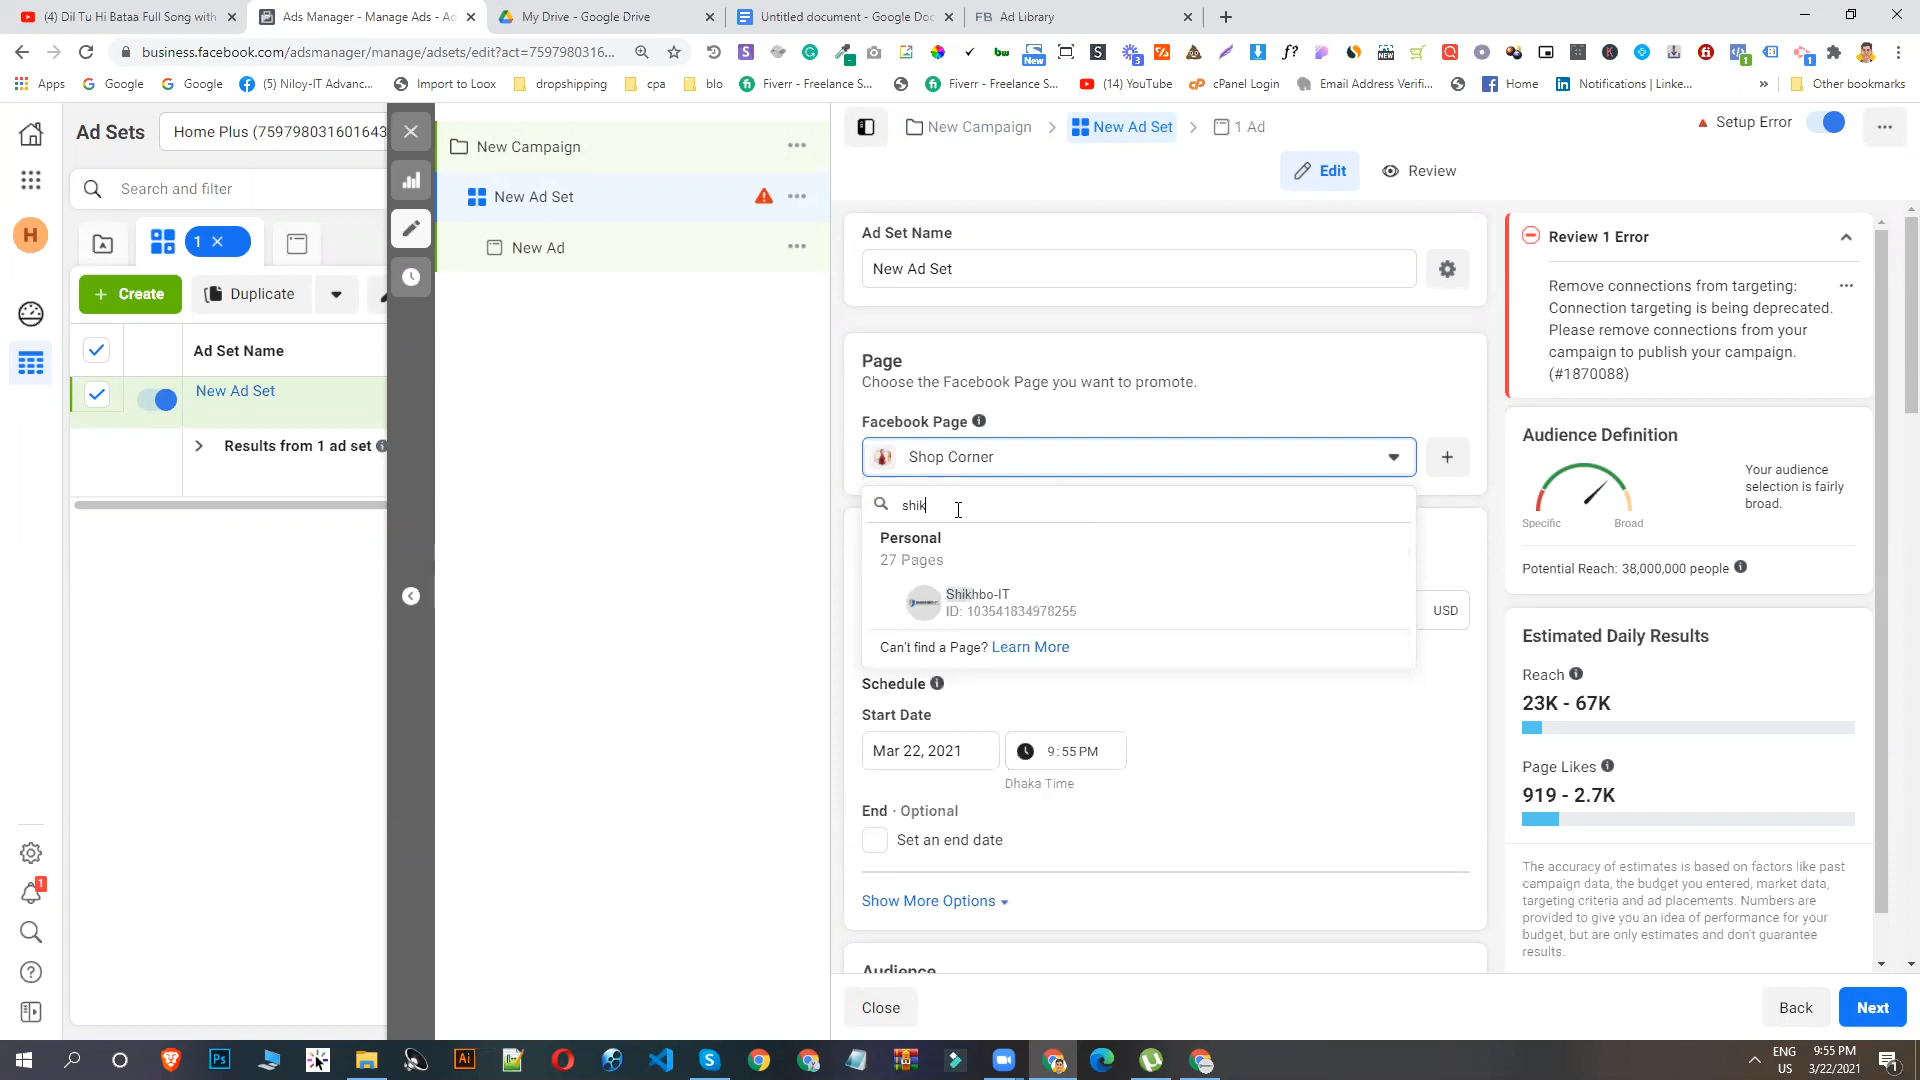 (4) Dil Tu Hi Bataa Full Song with
Ads Manager - Manage Ads - Ad
My Drive - Google Drive
Untitled document - Google Doc
FB Ad Library
business.facebook.com/adsmanager/manage/adsets/edit?act=7597980316...
Apps
Google
Google
(5) Niloy-IT Advanc...
Import to Loox
dropshipping
cpa
blo
Fiverr - Freelance S...
Fiverr - Freelance S...
(14) YouTube
cPanel Login
Email Address Verifi...
Home
Notifications | Linke...
Other bookmarks
Ad Sets
Home Plus (759798031601643
Search and filter
1
Create
Duplicate
Ad Set Name
New Ad Set
Results from 1 ad set
H
1
New Campaign
New Ad Set
New Ad
New Campaign
New Ad Set
1 Ad
Setup Error
Edit
Review
Ad Set Name
New Ad Set
Page
Choose the Facebook Page you want to promote.
Facebook Page
Shop Corner
shik
Personal
27 Pages
Shikhbo-IT
ID: 103541834978255
Can't find a Page? Learn More
USD
Schedule
Start Date
Mar 22, 2021
9:55 PM
Dhaka Time
End · Optional
Set an end date
Show More Options
Audience
Close
Back
Next
Review 1 Error
Remove connections from targeting:
Connection targeting is being deprecated.
Please remove connections from your
campaign to publish your campaign.
(#1870088)
Audience Definition
Your audience
selection is fairly
broad.
Specific
Broad
Potential Reach: 38,000,000 people
Estimated Daily Results
Reach
23K - 67K
Page Likes
919 - 2.7K
The accuracy of estimates is based on factors like past
campaign data, the budget you entered, market data,
targeting criteria and ad placements. Numbers are
provided to give you an idea of performance for your
budget, but are only estimates and don't guarantee
results.
ENG
US
9:55 PM
3/22/2021